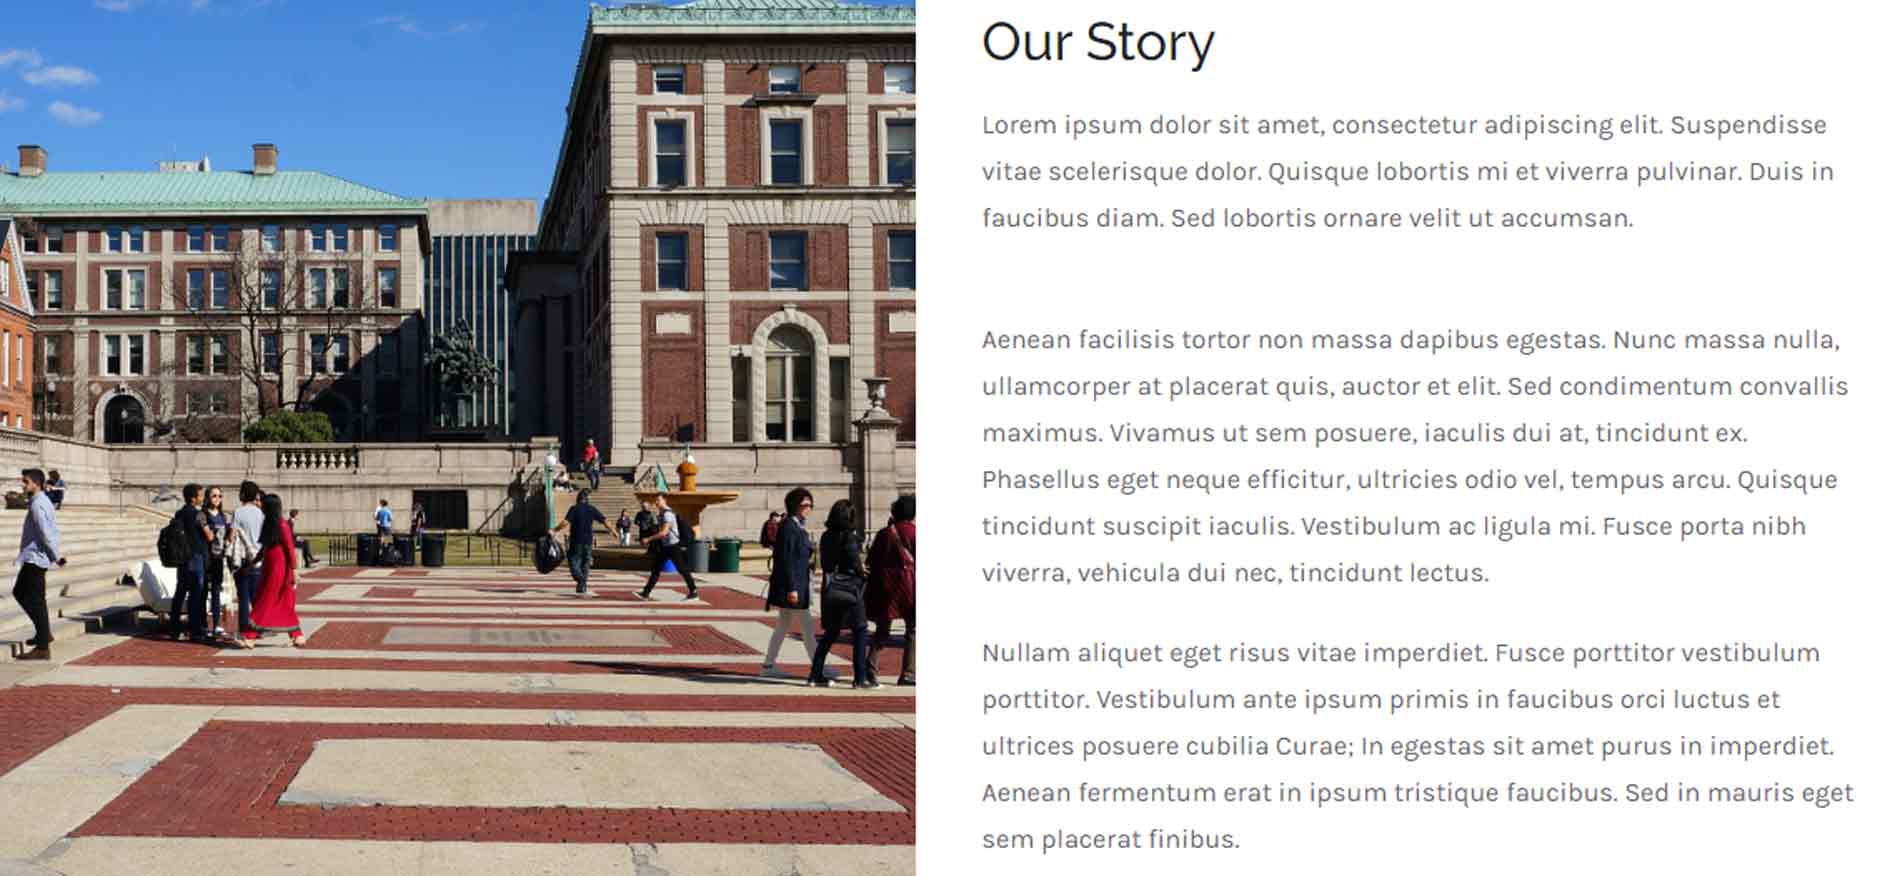 Our Story
Lorem ipsum dolor sit amet, consectetur adipiscing elit. Suspendisse
vitae scelerisque dolor. Quisque lobortis mi et viverra pulvinar. Duis in
faucibus diam. Sed lobortis ornare velit ut accumsan.
Aenean facilisis tortor non massa dapibus egestas. Nunc massa nulla,
ullamcorper at placerat quis, auctor et elit. Sed condimentum convallis
maximus. Vivamus ut sem posuere, iaculis dui at, tincidunt ex.
Phasellus eget neque efficitur, ultricies odio vel, tempus arcu. Quisque
tincidunt suscipit iaculis. Vestibulum ac ligula mi. Fusce porta nibh
viverra, vehicula dui nec, tincidunt lectus.
Nullam aliquet eget risus vitae imperdiet. Fusce porttitor vestibulum
porttitor. Vestibulum ante ipsum primis in faucibus orci luctus et
ultrices posuere cubilia Curae; In egestas sit amet purus in imperdiet.
Aenean fermentum erat in ipsum tristique faucibus. Sed in mauris eget
sem placerat finibus.